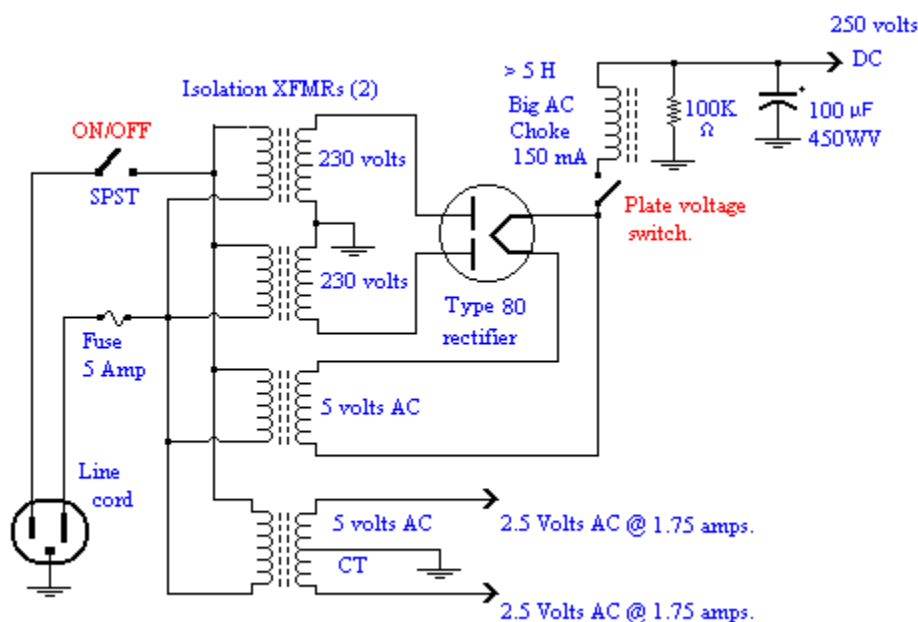 250 volts
DC
> 5 H
Big AC
Choke
150 mA
100K
Ω
100 µF
450WV
+
Isolation XFMRs (2)
ON/OFF
SPST
230 volts
Plate voltage
switch.
230 volts
Type 80
rectifier
Fuse
5 Amp
5 volts AC
Line
cord
5 volts AC
CT
2.5 Volts AC @ 1.75 amps.
2.5 Volts AC @ 1.75 amps.